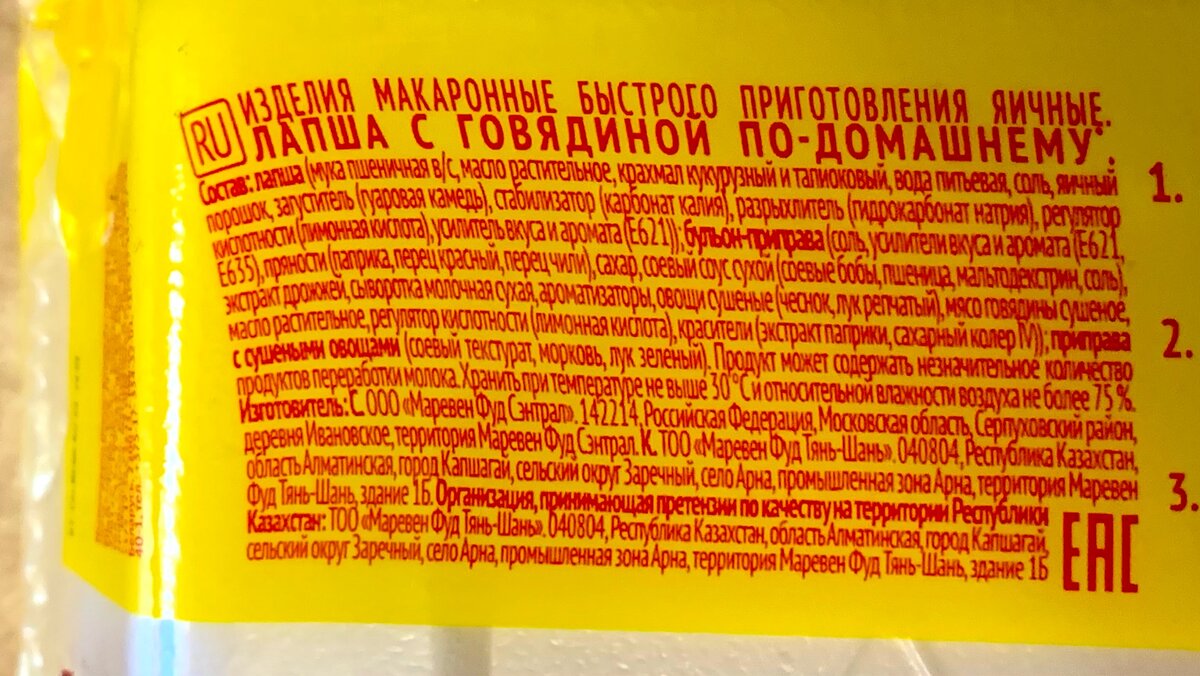 RU ИЗДЕЛИЯ МАКАРОННЫЕ БЫСТРОГО ПРИГОТОВЛЕНИЯ ЯИЧНЫЕ.
ЛАПША С ГОВЯДИНОЙ ПО-ДОМАШНЕМУ*.
Состав: лапша (мука пшеничная в/с, масло растительное, крахмал кукурузный и тапиоковый, вода питьевая, соль, яичный
порошок, загуститель (гуаровая камедь), стабилизатор (карбонат калия), разрыхлитель (гидрокарбонат натрия), регулятор
кислотности (лимонная кислота), усилитель вкуса и аромата (Е621)); бульон-приправа (соль, усилители вкуса и аромата (Е621,
Е635), пряности (паприка, перец красный, перец чили), сахар, соевый соус сухой (соевые бобы, пшеница, мальтодекстрин, соль),
экстракт дрожжей, сыворотка молочная сухая, ароматизаторы, овощи сушеные (чеснок, лук репчатый), мясо говядины сушеное,
масло растительное, регулятор кислотности (лимонная кислота), красители (экстракт паприки, сахарный колер IV)); приправа
с сушеными овощами (соевый текстурат, морковь, лук зеленый). Продукт может содержать незначительное количество
продуктов переработки молока. Хранить при температуре не выше 30°С и относительной влажности воздуха не более 75 %.
Изготовитель: С. ООО «Маревен Фуд Сэнтрал». 142214, Российская Федерация, Московская область, Серпуховский район,
деревня Ивановское, территория Маревен Фуд Сэнтрал. К. ТОО «Маревен Фуд Тянь-Шань». 040804, Республика Казахстан,
область Алматинская, город Капшагай, сельский округ Заречный, село Арна, промышленная зона Арна, территория Маревен
Фуд Тянь-Шань, здание 1Б. Организация, принимающая претензии по качеству на территории Республики
Казахстан: ТОО «Маревен Фуд Тянь-Шань». 040804, Республика Казахстан, область Алматинская, город Капшагай,
сельский округ Заречный, село Арна, промышленная зона Арна, территория Маревен Фуд Тянь-Шань, здание 1Б
EAC
1.
2.
3.